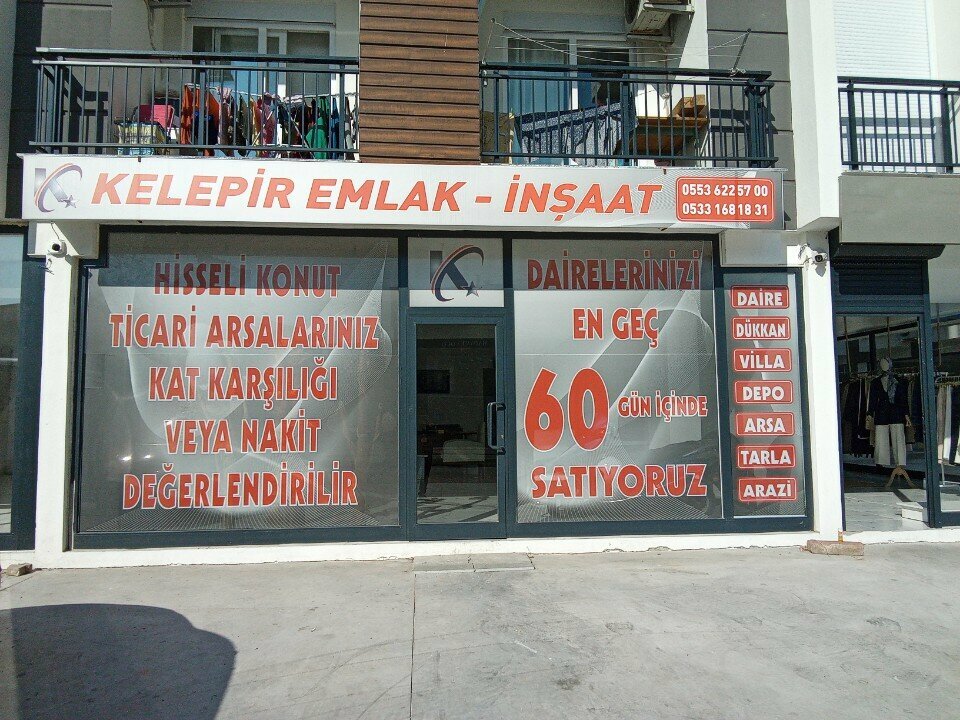 KELEPİR EMLAK - İNŞAAT
0553 622 57 00
0533 168 18 31
HİSSELİ KONUT
TİCARİ ARSALARINIZ
KAT KARŞILIĞI
VEYA NAKİT
DEĞERLENDİRİLİR
DAİRELERİNİZİ
EN GEÇ
60 GÜN İÇİNDE
SATIYORUZ
DAİRE
DÜKKAN
VİLLA
DEPO
ARSA
TARLA
ARAZİ